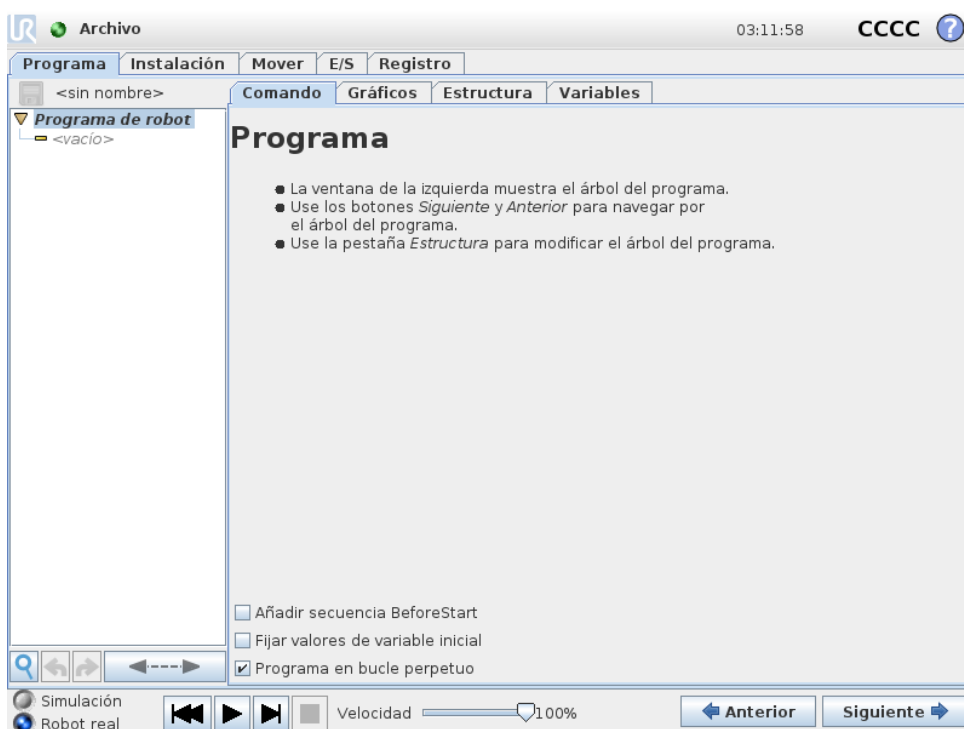 UR Archivo 03:11:58 CCCC ?
Programa Instalación Mover E/S Registro
<sin nombre>
Comando Gráficos Estructura Variables
Programa de robot
<vacío>
Programa
La ventana de la izquierda muestra el árbol del programa.
Use los botones Siguiente y Anterior para navegar por
el árbol del programa.
Use la pestaña Estructura para modificar el árbol del programa.
Añadir secuencia BeforeStart
Fijar valores de variable inicial
Programa en bucle perpetuo
Simulación
Robot real
Velocidad 100%
Anterior Siguiente